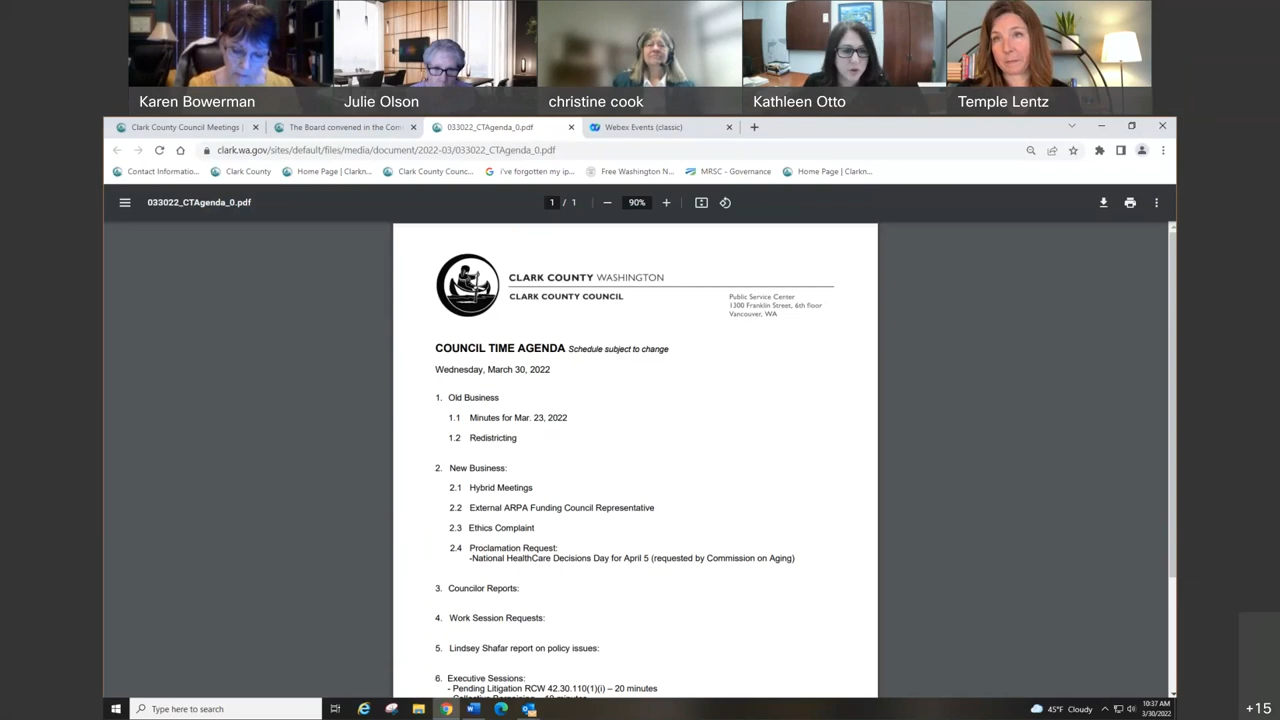 Karen Bowerman
Julie Olson
christine cook
Kathleen Otto
Temple Lentz
Clark County Council Meetings |
The Board convened in the Con
033022_CTAgenda_0.pdf
Webex Events (classic)
clark.wa.gov/sites/default/files/media/document/2022-03/033022_CTAgenda_0.pdf
Contact Informatio...
Clark County
Home Page | Clarkn...
Clark County Counc...
i've forgotten my ip...
Free Washington N...
MRSC - Governance
Home Page | Clarkn...
033022_CTAgenda_0.pdf
1 / 1
90%
CLARK COUNTY WASHINGTON
CLARK COUNTY COUNCIL
Public Service Center
1300 Franklin Street, 6th floor
Vancouver, WA
COUNCIL TIME AGENDA Schedule subject to change
Wednesday, March 30, 2022
1. Old Business
1.1 Minutes for Mar. 23, 2022
1.2 Redistricting
2. New Business:
2.1 Hybrid Meetings
2.2 External ARPA Funding Council Representative
2.3 Ethics Complaint
2.4 Proclamation Request:
-National HealthCare Decisions Day for April 5 (requested by Commission on Aging)
3. Councilor Reports:
4. Work Session Requests:
5. Lindsey Shafar report on policy issues:
6. Executive Sessions:
- Pending Litigation RCW 42.30.110(1)(i) – 20 minutes
Type here to search
45°F Cloudy
10:37 AM
3/30/2022
+15